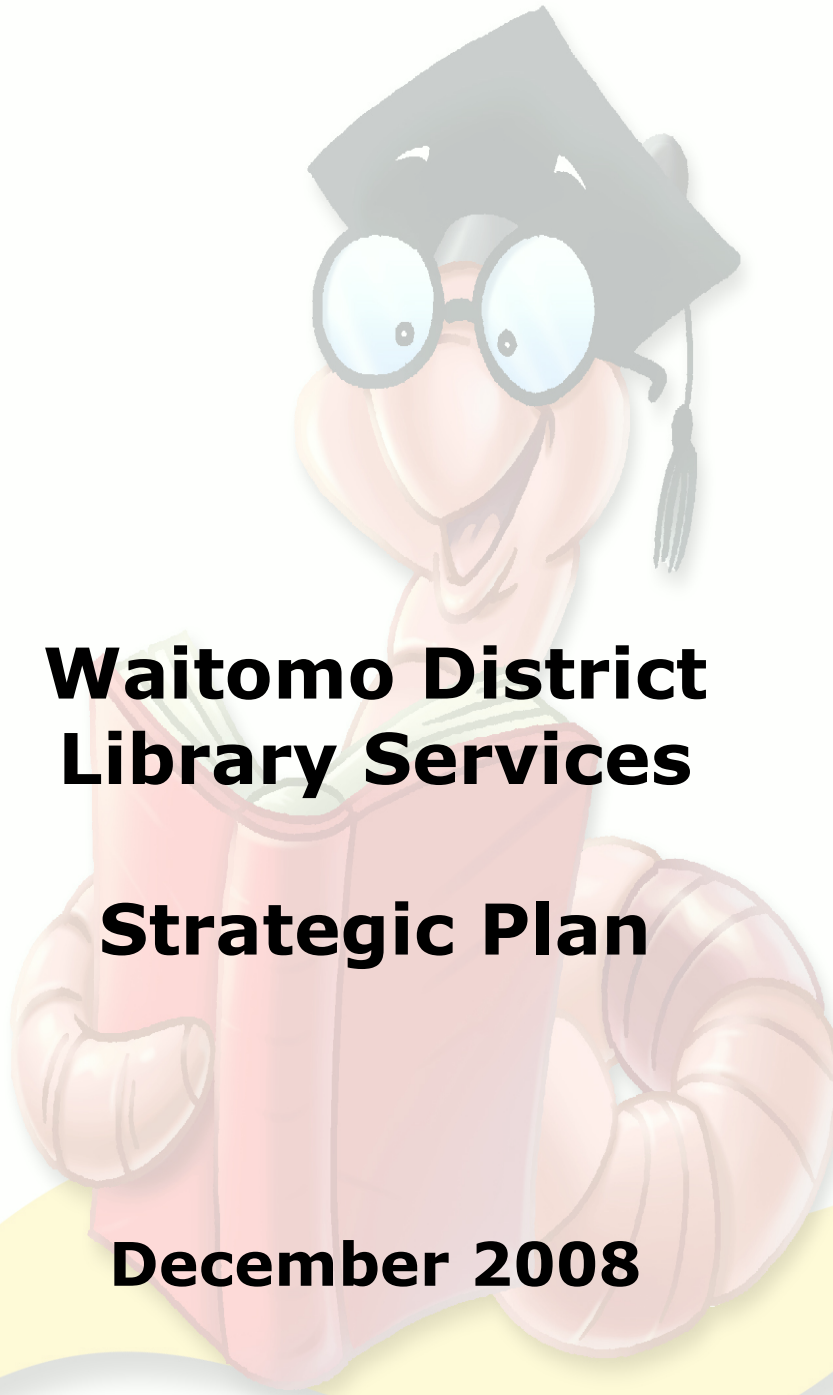 Waitomo District
Library Services
Strategic Plan
December 2008